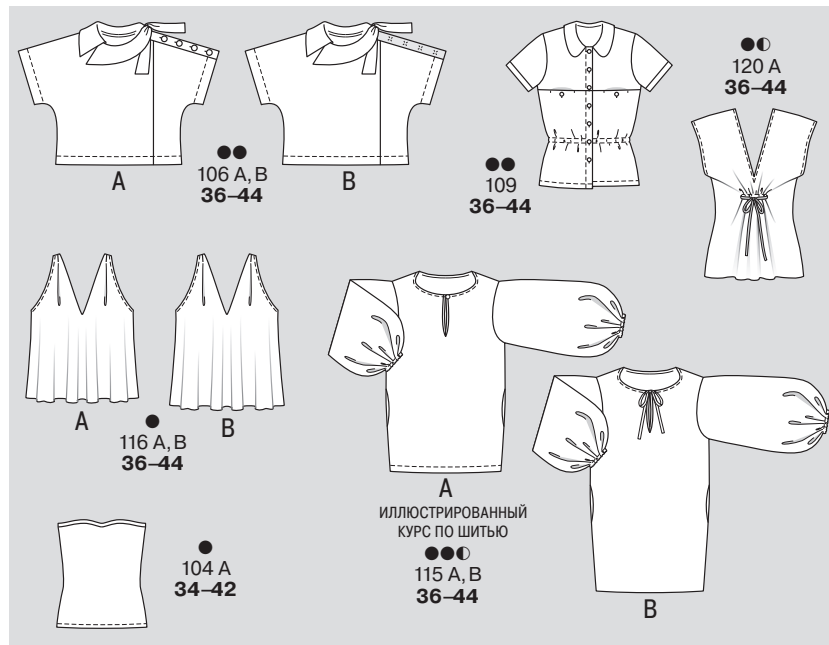 A
B
106 A, B
36–44
109
36–44
120 A
36–44
A
B
116 A, B
36–44
A
ИЛЛЮСТРИРОВАННЫЙ
КУРС ПО ШИТЬЮ
115 A, B
36–44
B
104 A
34–42